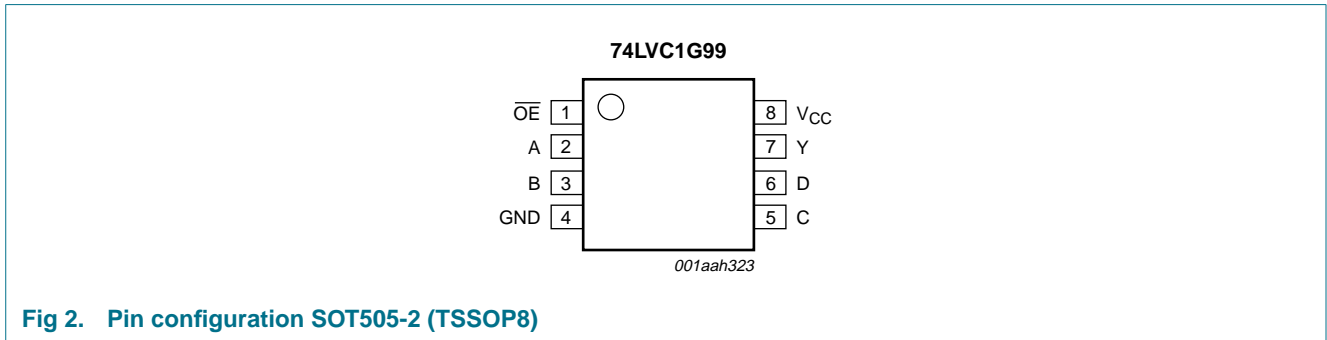 74LVC1G99
OE 1 8 VCC
A 2 7 Y
B 3 6 D
GND 4 5 C
001aah323
Fig 2. Pin configuration SOT505-2 (TSSOP8)